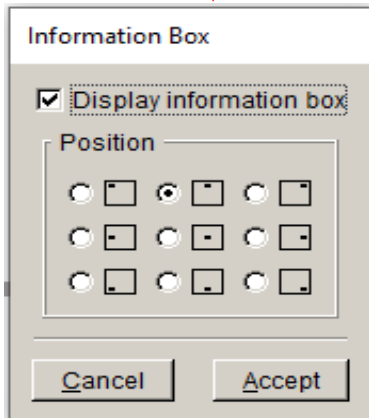 Information Box
Display information box
Position
Cancel
Accept